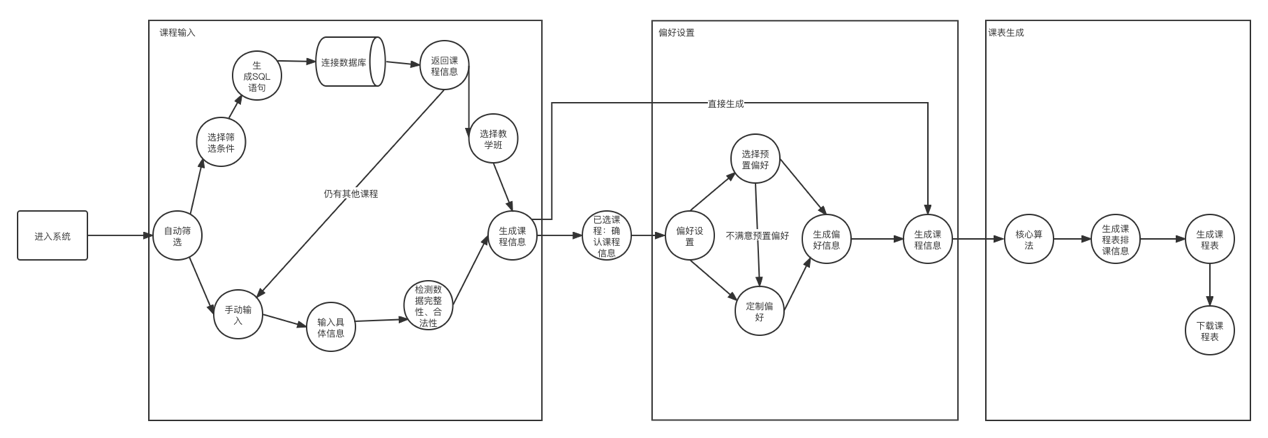 课程输入
生
成SQL
语句
连接数据库
返回课
程信息
选择筛
选条件
选择教
学班
仍有其他课程
进入系统
自动筛
选
生成课
程信息
手动输
入
输入具
体信息
检测数
据完整
性、合
法性
已选课
程：确
认课程
信息
偏好设置
直接生成
选择预
置偏好
偏好设
置
不满意预置偏好
生成偏
好信息
生成课
程信息
定制偏
好
课表生成
核心算
法
生成课
程表排
课信息
生成课
程表
下载课
程表